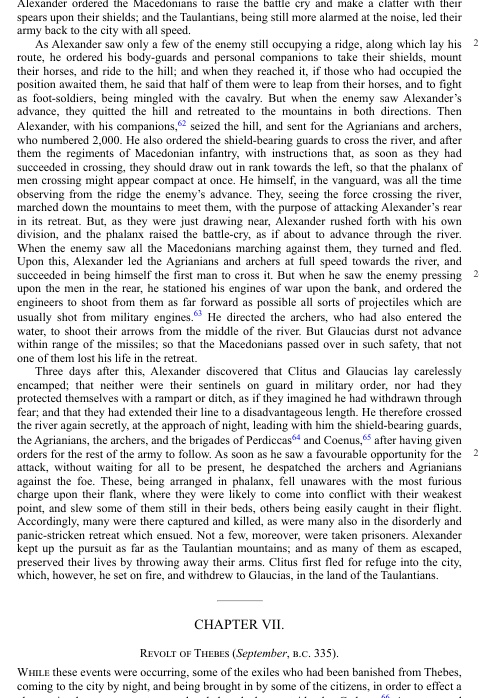 Alexander ordered the Macedonians to raise the battle cry and make a clatter with their
spears upon their shields; and the Taulantians, being still more alarmed at the noise, led their
army back to the city with all speed.
As Alexander saw only a few of the enemy still occupying a ridge, along which lay his 2
route, he ordered his body-guards and personal companions to take their shields, mount
their horses, and ride to the hill; and when they reached it, if those who had occupied the
position awaited them, he said that half of them were to leap from their horses, and to fight
as foot-soldiers, being mingled with the cavalry. But when the enemy saw Alexander's
advance, they quitted the hill and retreated to the mountains in both directions. Then
Alexander, with his companions,62 seized the hill, and sent for the Agrianians and archers,
who numbered 2,000. He also ordered the shield-bearing guards to cross the river, and after
them the regiments of Macedonian infantry, with instructions that, as soon as they had
succeeded in crossing, they should draw out in rank towards the left, so that the phalanx of
men crossing might appear compact at once. He himself, in the vanguard, was all the time
observing from the ridge the enemy's advance. They, seeing the force crossing the river,
marched down the mountains to meet them, with the purpose of attacking Alexander's rear
in its retreat. But, as they were just drawing near, Alexander rushed forth with his own
division, and the phalanx raised the battle-cry, as if about to advance through the river.
When the enemy saw all the Macedonians marching against them, they turned and fled.
Upon this, Alexander led the Agrianians and archers at full speed towards the river, and
succeeded in being himself the first man to cross it. But when he saw the enemy pressing 2
upon the men in the rear, he stationed his engines of war upon the bank, and ordered the
engineers to shoot from them as far forward as possible all sorts of projectiles which are
usually shot from military engines.63 He directed the archers, who had also entered the
water, to shoot their arrows from the middle of the river. But Glaucias durst not advance
within range of the missiles; so that the Macedonians passed over in such safety, that not
one of them lost his life in the retreat.
Three days after this, Alexander discovered that Clitus and Glaucias lay carelessly
encamped; that neither were their sentinels on guard in military order, nor had they
protected themselves with a rampart or ditch, as if they imagined he had withdrawn through
fear; and that they had extended their line to a disadvantageous length. He therefore crossed
the river again secretly, at the approach of night, leading with him the shield-bearing guards,
the Agrianians, the archers, and the brigades of Perdiccas64 and Coenus,65 after having given
orders for the rest of the army to follow. As soon as he saw a favourable opportunity for the 2
attack, without waiting for all to be present, he despatched the archers and Agrianians
against the foe. These, being arranged in phalanx, fell unawares with the most furious
charge upon their flank, where they were likely to come into conflict with their weakest
point, and slew some of them still in their beds, others being easily caught in their flight.
Accordingly, many were there captured and killed, as were many also in the disorderly and
panic-stricken retreat which ensued. Not a few, moreover, were taken prisoners. Alexander
kept up the pursuit as far as the Taulantian mountains; and as many of them as escaped,
preserved their lives by throwing away their arms. Clitus first fled for refuge into the city,
which, however, he set on fire, and withdrew to Glaucias, in the land of the Taulantians.
CHAPTER VII.
REVOLT OF THEBES (September, B.C. 335).
WHILE these events were occurring, some of the exiles who had been banished from Thebes,
coming to the city by night, and being brought in by some of the citizens, in order to effect a